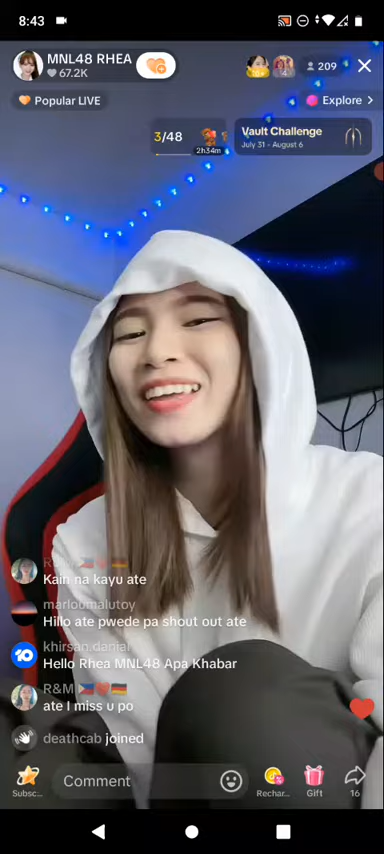 8:43
MNL48 RHEA
67.2K
209
Popular LIVE
Explore >
3/48
2h34m
Vault Challenge
July 31 - August 6
R&M
Kain na kayu ate
marloumalutoy
Hillo ate pwede pa shout out ate
khirsan.danial
Hello Rhea MNL48 Apa Khabar
R&M
ate I miss u po
deathcab joined
Subsc...
Comment
Rechar...
Gift
16